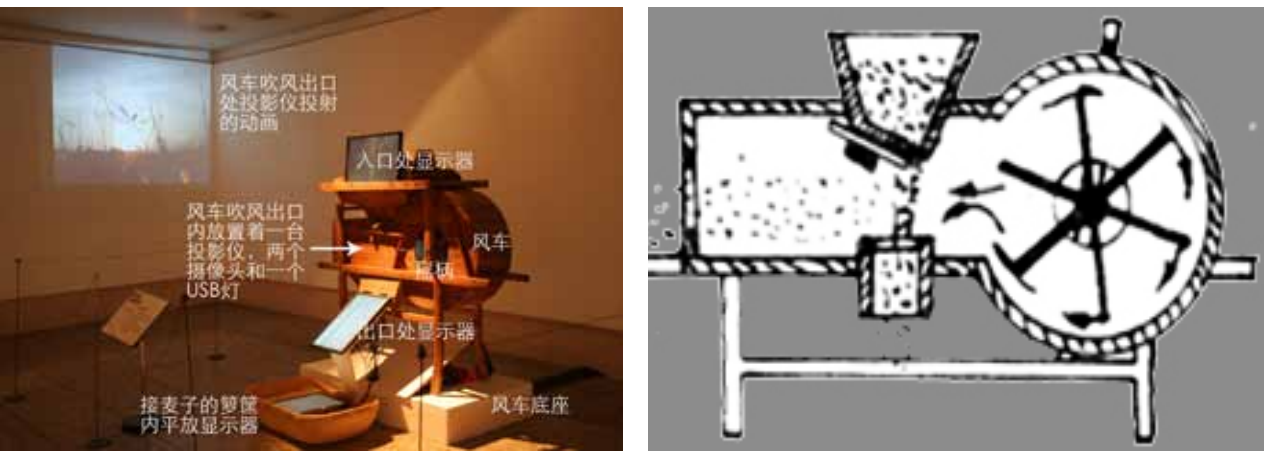 风车吹风出口
处投影仪投射
的动画
入口处显示器
风车吹风出口
内放置着一台
投影仪，两个
摄像头和一个
USB灯
风车
摇柄
出口处显示器
接麦子的箩筐
内平放显示器
风车底座